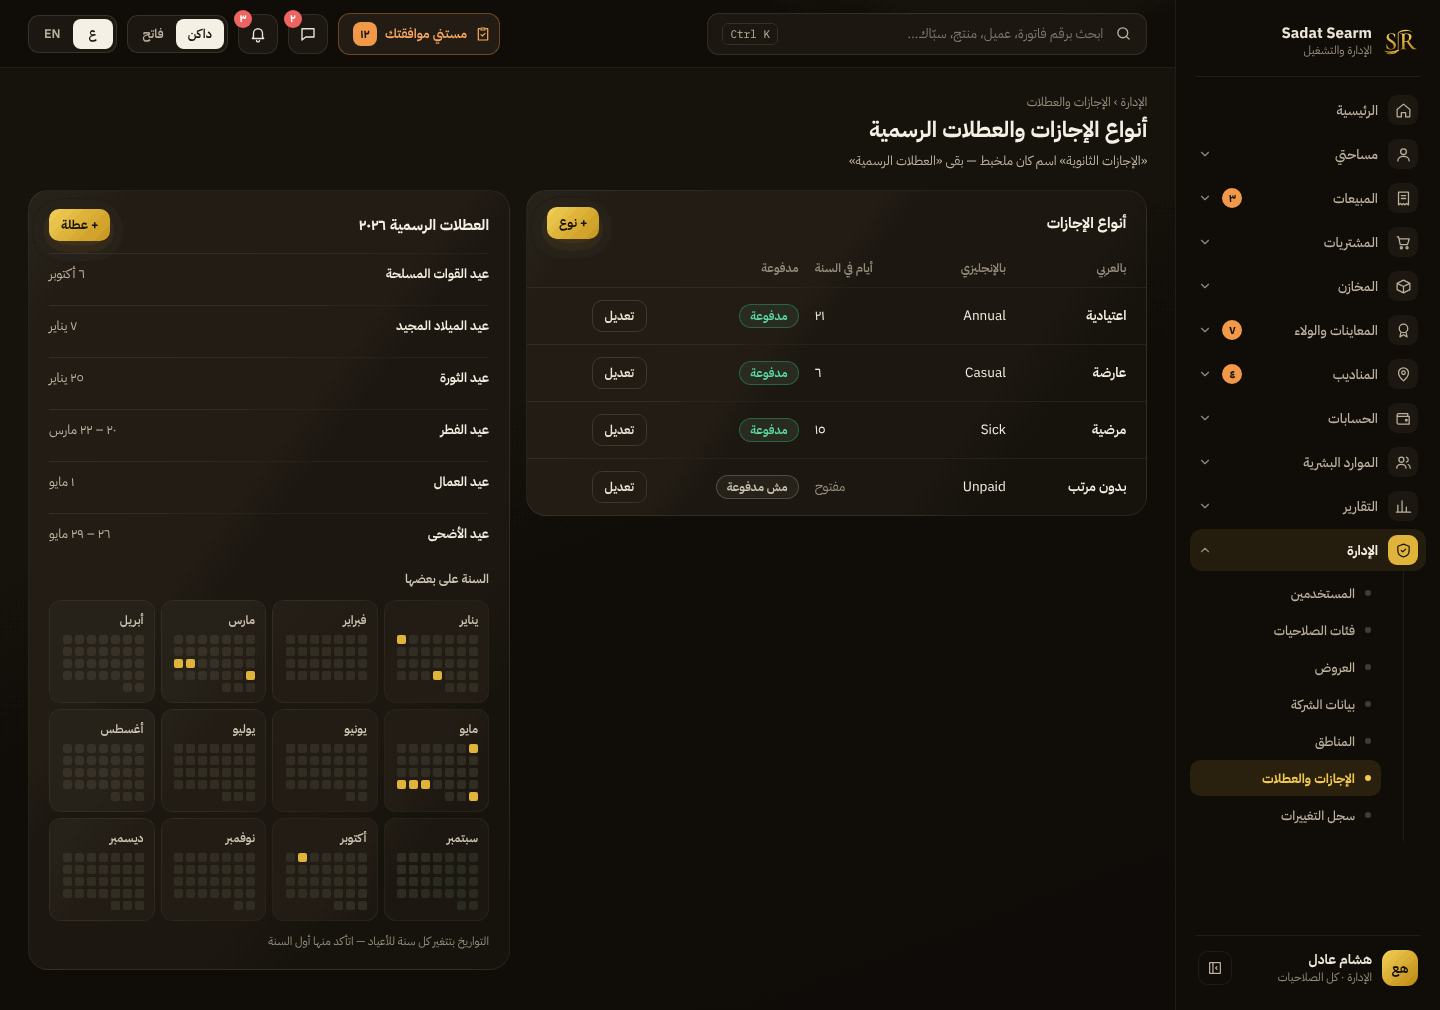 Sadat Searm
الإدارة والتشغيل
الرئيسية
مساحتي
المبيعات ٣
المشتريات
المخازن
المعاينات والولاء ٧
المناديب ٤
الحسابات
الموارد البشرية
التقارير
الإدارة
المستخدمين
فئات الصلاحيات
العروض
بيانات الشركة
المناطق
الإجازات والعطلات
سجل التغييرات
هشام عادل
الإدارة · كل الصلاحيات
هع
ابحث برقم فاتورة، عميل، منتج، سبّاك... Ctrl K
مستني موافقتك ١٢
٢
٣
داكن فاتح
ع EN
الإدارة › الإجازات والعطلات
أنواع الإجازات والعطلات الرسمية
«الإجازات الثانوية» اسم كان ملخبط — بقى «العطلات الرسمية»
أنواع الإجازات + نوع
بالعربي بالإنجليزي أيام في السنة مدفوعة
اعتيادية Annual ٢١ مدفوعة تعديل
عارضة Casual ٦ مدفوعة تعديل
مرضية Sick ١٥ مدفوعة تعديل
بدون مرتب Unpaid مفتوح مش مدفوعة تعديل
العطلات الرسمية ٢٠٢٦ + عطلة
عيد القوات المسلحة ٦ أكتوبر
عيد الميلاد المجيد ٧ يناير
عيد الثورة ٢٥ يناير
عيد الفطر ٢٠ – ٢٢ مارس
عيد العمال ١ مايو
عيد الأضحى ٢٦ – ٢٩ مايو
السنة على بعضها
يناير فبراير مارس أبريل
مايو يونيو يوليو أغسطس
سبتمبر أكتوبر نوفمبر ديسمبر
التواريخ بتتغير كل سنة للأعياد — اتأكد منها أول السنة